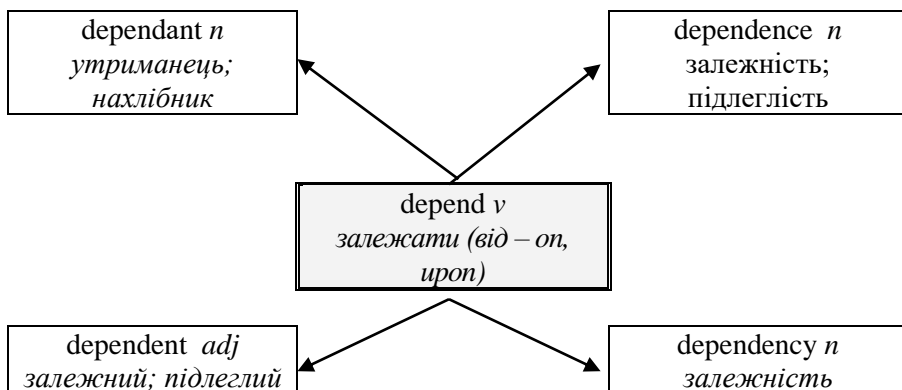 dependant n
утриманець;
нахлібник
dependence n
залежність;
підлеглість
depend v
залежати (від – on,
upon)
dependent adj
залежний; підлеглий
dependency n
залежність